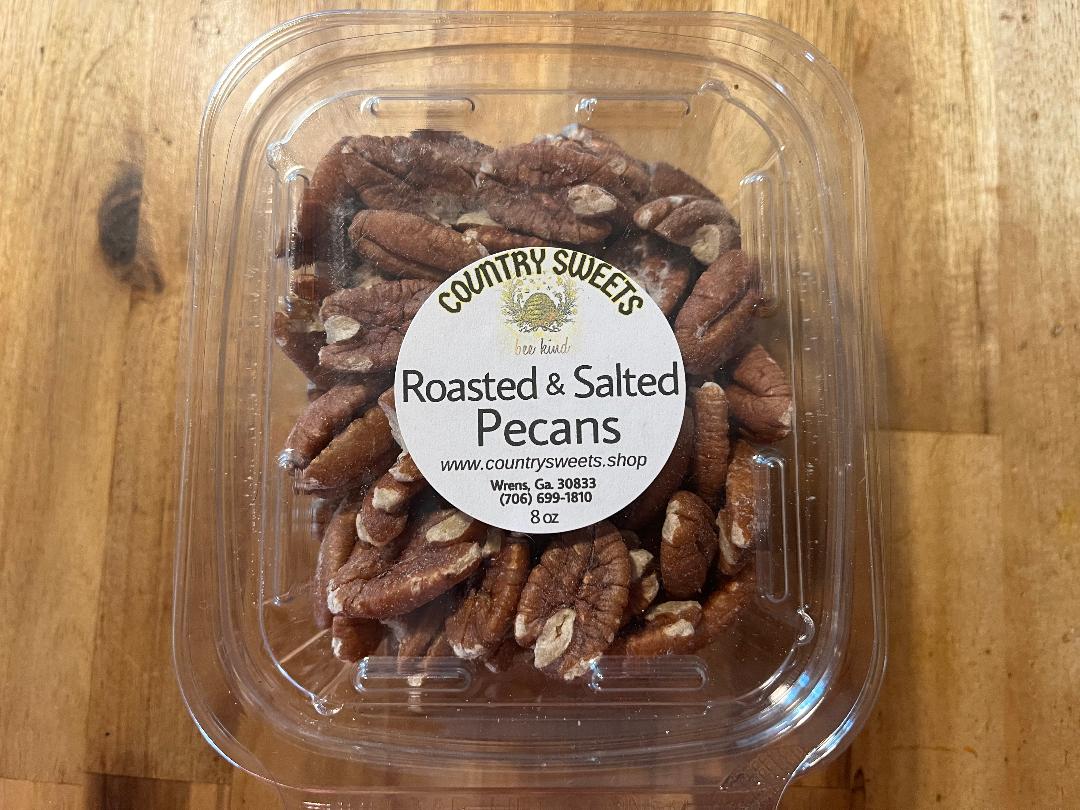 COUNTRY SWEETS
bee kind
Roasted & Salted
Pecans
www.countrysweets.shop
Wrens, Ga. 30833
(706) 699-1810
8 oz